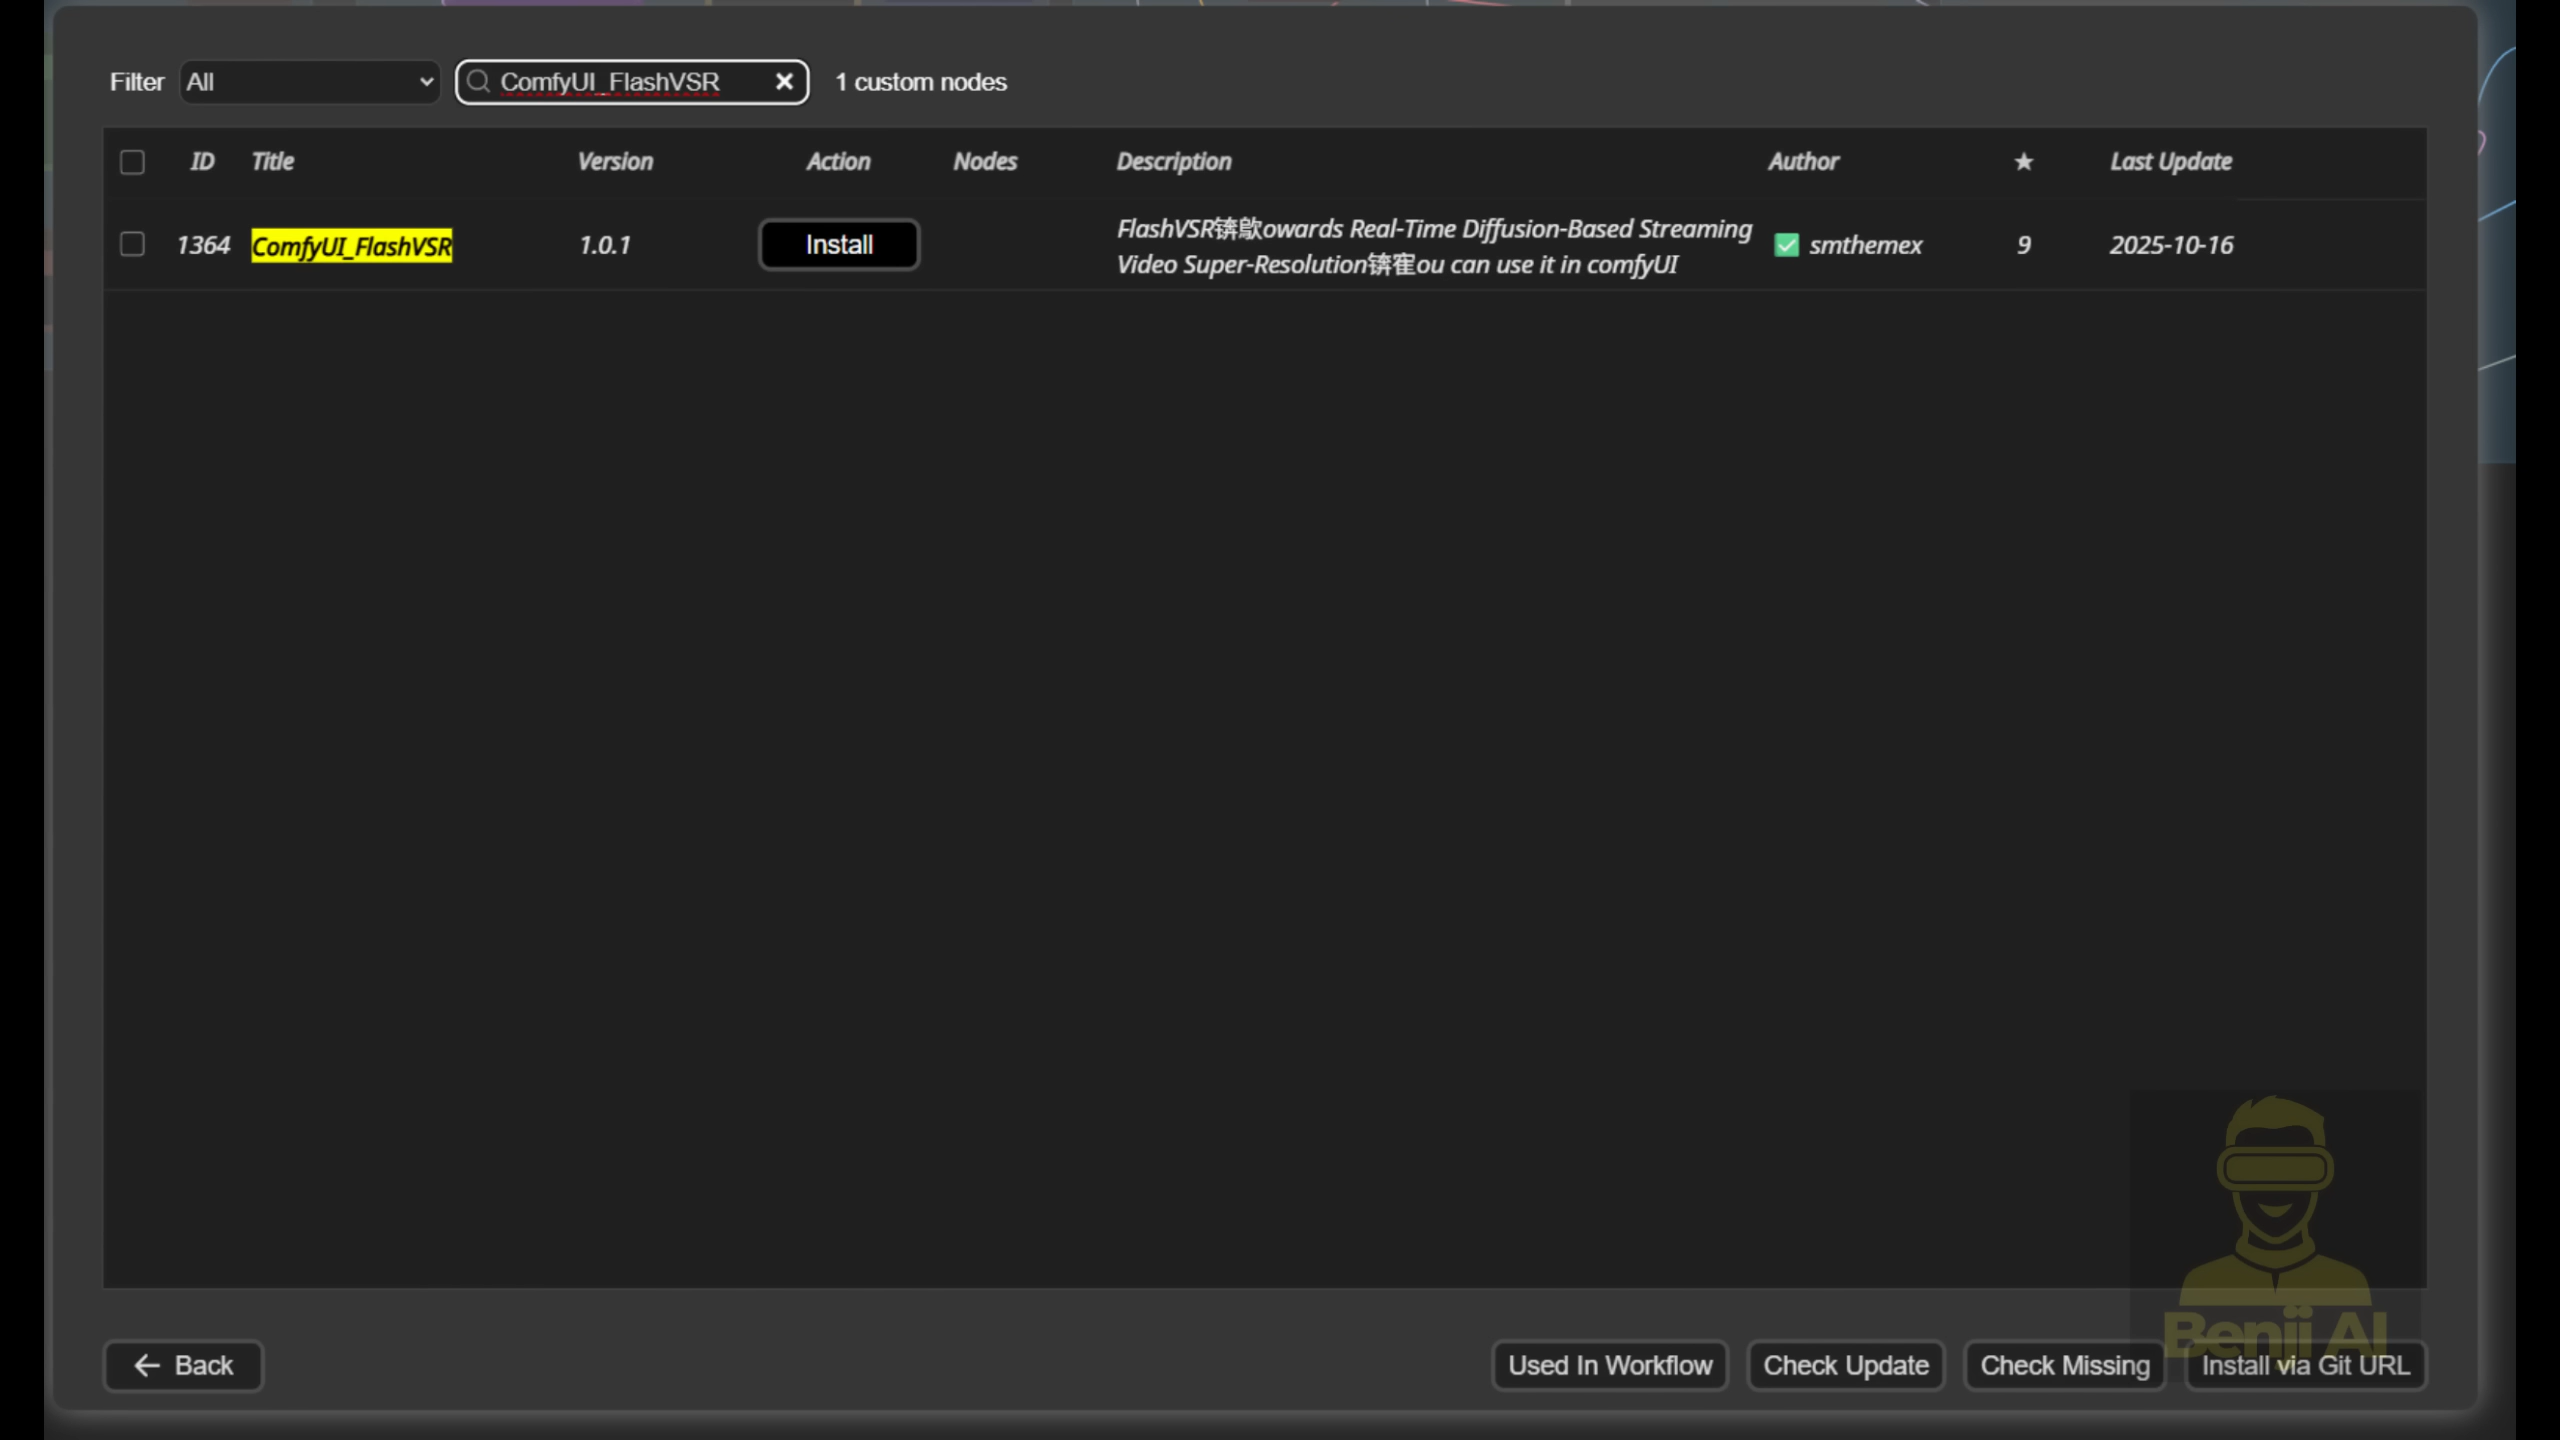 Filter All ComfyUI_FlashVSR 1 custom nodes
ID Title Version Action Nodes Description Author ★ Last Update
1364 ComfyUI_FlashVSR 1.0.1 Install FlashVSR锛歍owards Real-Time Diffusion-Based Streaming ✅ smthemex 9 2025-10-16
Video Super-Resolution锛寉ou can use it in comfyUI
Benji AI
← Back Used In Workflow Check Update Check Missing Install via Git URL